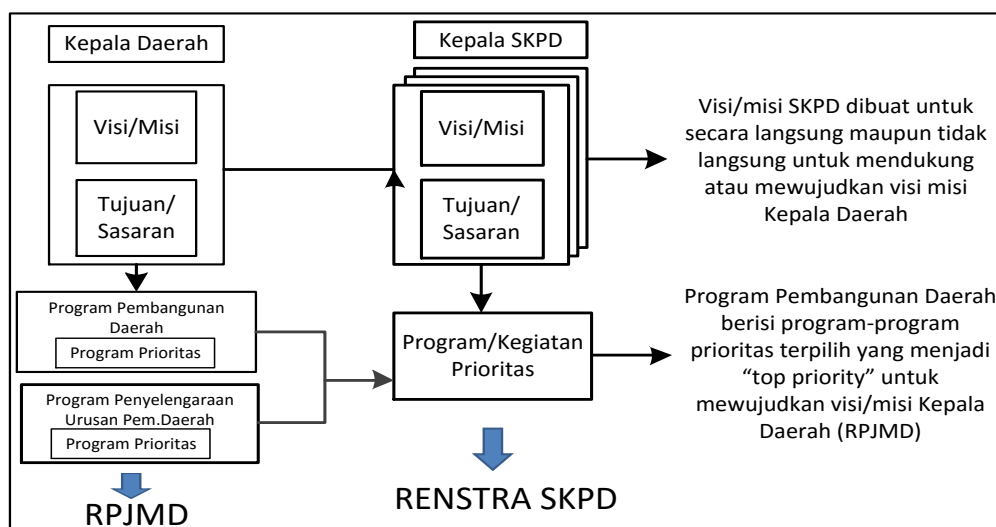 Kepala Daerah
Visi/Misi
Tujuan/
Sasaran
Program Pembangunan
Daerah
Program Prioritas
Program Penyelengaraan
Urusan Pem.Daerah
Program Prioritas
RPJMD
Kepala SKPD
Visi/Misi
Tujuan/
Sasaran
Program/Kegiatan
Prioritas
RENSTRA SKPD
Visi/misi SKPD dibuat untuk
secara langsung maupun tidak
langsung untuk mendukung
atau mewujudkan visi misi
Kepala Daerah
Program Pembangunan Daerah
berisi program-program
prioritas terpilih yang menjadi
“top priority” untuk
mewujudkan visi/misi Kepala
Daerah (RPJMD)